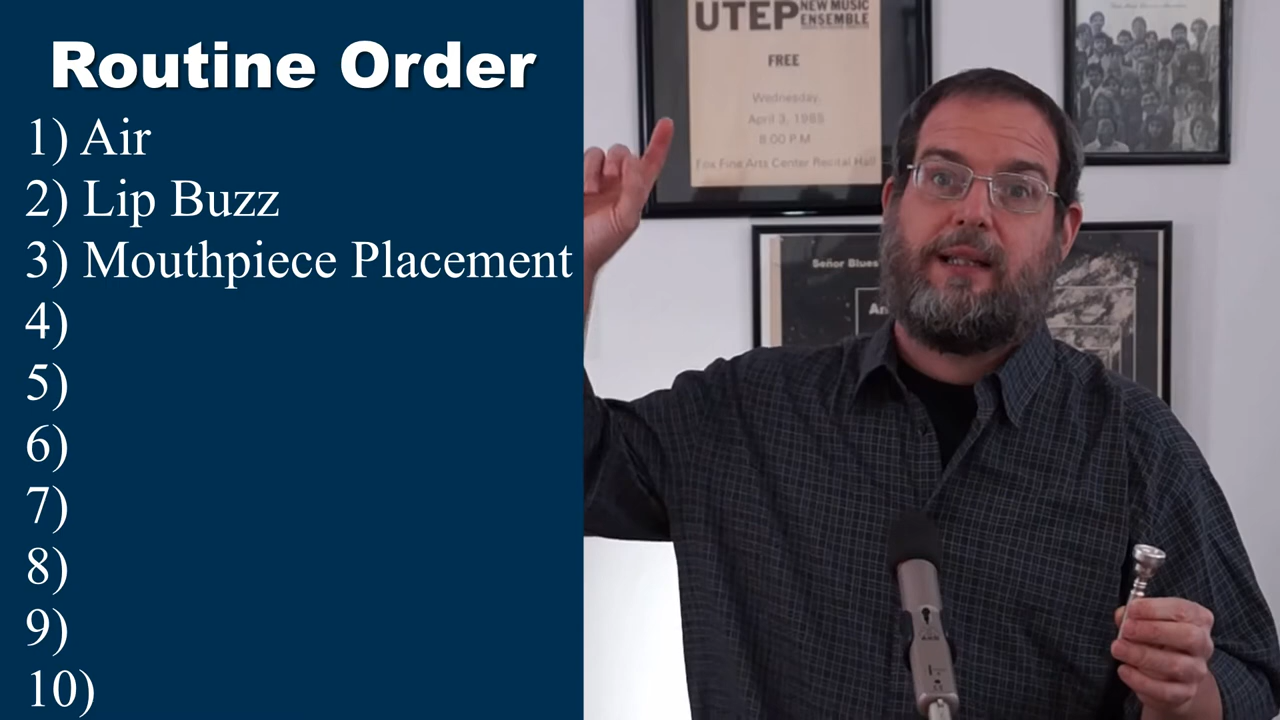 Routine Order
1) Air
2) Lip Buzz
3) Mouthpiece Placement
4)
5)
6)
7)
8)
9)
10)
UTEP NEW MUSIC
ENSEMBLE
FREE
Wednesday,
April 3, 1985
8:00 P.M.
Fox Fine Arts Center Recital Hall
Señor Blues
An